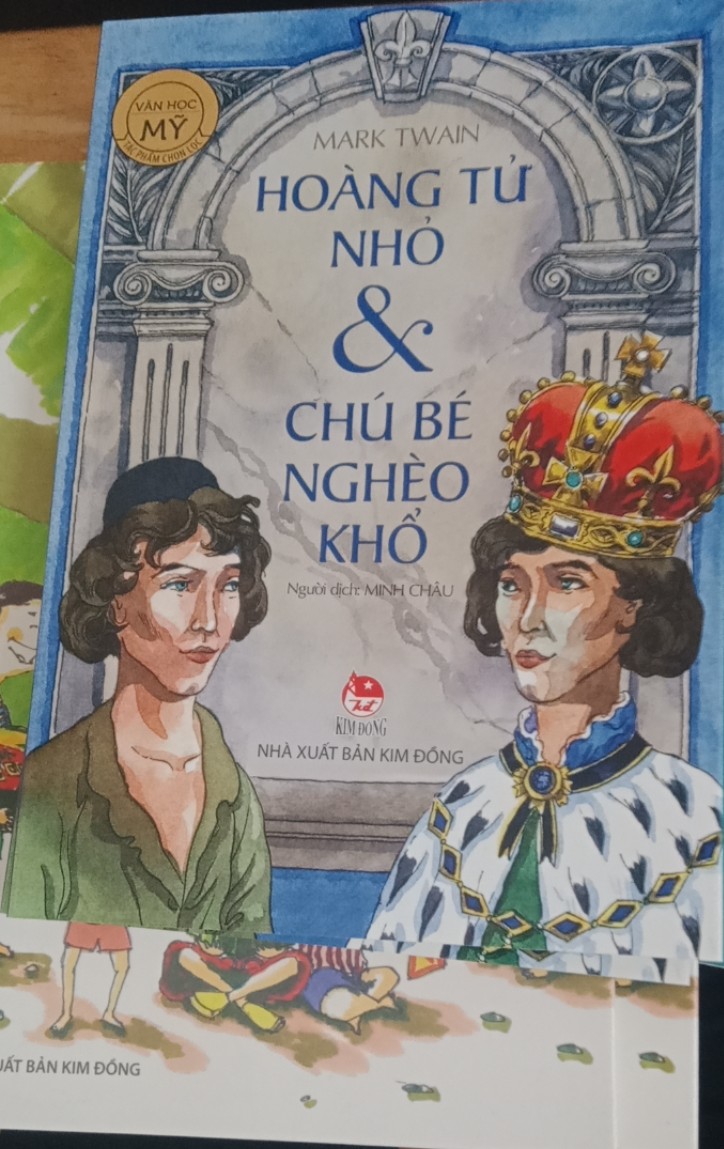 VĂN HỌC
MỸ
TÁC PHẨM CHỌN LỌC
MARK TWAIN
HOÀNG TỬ
NHỎ
&
CHÚ BÉ
NGHÈO
KHỔ
Người dịch: MINH CHÂU
KIM ĐỒNG
NHÀ XUẤT BẢN KIM ĐỒNG
UẤT BẢN KIM ĐỒNG